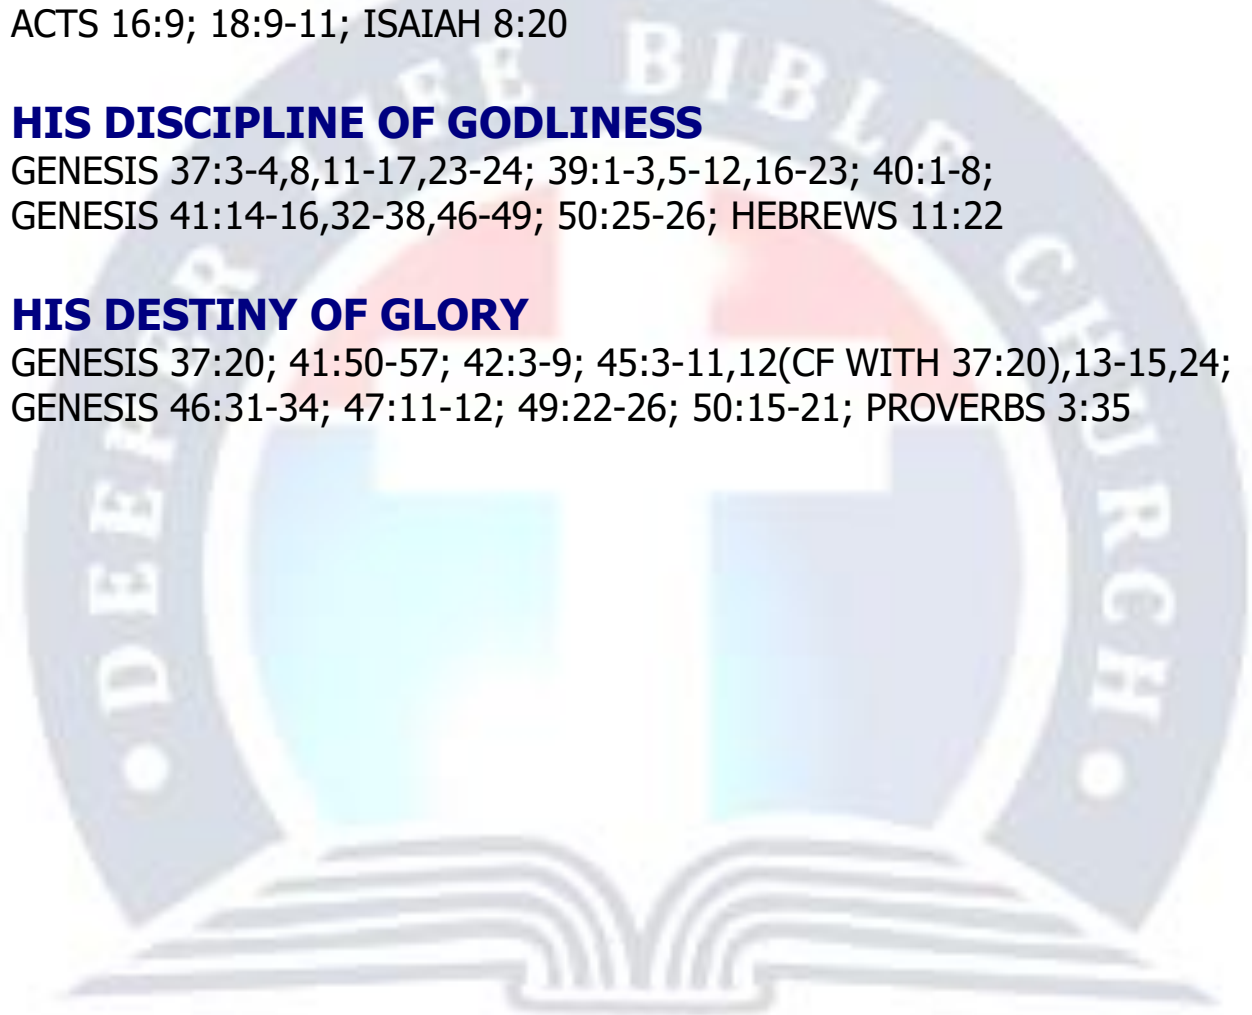 ACTS 16:9; 18:9-11; ISAIAH 8:20
HIS DISCIPLINE OF GODLINESS
GENESIS 37:3-4,8,11-17,23-24; 39:1-3,5-12,16-23; 40:1-8;
GENESIS 41:14-16,32-38,46-49; 50:25-26; HEBREWS 11:22
HIS DESTINY OF GLORY
GENESIS 37:20; 41:50-57; 42:3-9; 45:3-11,12(CF WITH 37:20),13-15,24;
GENESIS 46:31-34; 47:11-12; 49:22-26; 50:15-21; PROVERBS 3:35
DEEPER LIFE BIBLE CHURCH